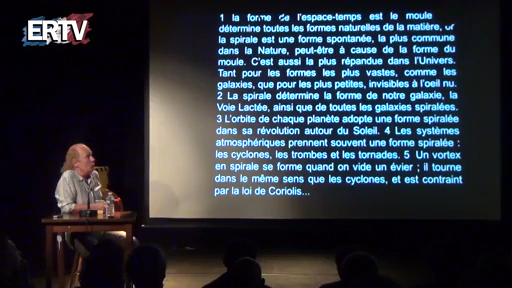 ERTV
1 la forme de l'espace-temps est le moule
détermine toutes les formes naturelles de la matière, or
la spirale est une forme spontanée, la plus commune
dans la Nature, peut-être à cause de la forme du
moule. C'est aussi la plus répandue dans l'Univers.
Tant pour les formes les plus vastes, comme les
galaxies, que pour les plus petites, invisibles à l'oeil nu.
2 La spirale détermine la forme de notre galaxie, la
Voie Lactée, ainsi que de toutes les galaxies spiralées.
3 L'orbite de chaque planète adopte une forme spiralée
dans sa révolution autour du Soleil. 4 Les systèmes
atmosphériques prennent souvent une forme spiralée :
les cyclones, les trombes et les tornades. 5 Un vortex
en spirale se forme quand on vide un évier ; il tourne
dans le même sens que les cyclones, et est contraint
par la loi de Coriolis...